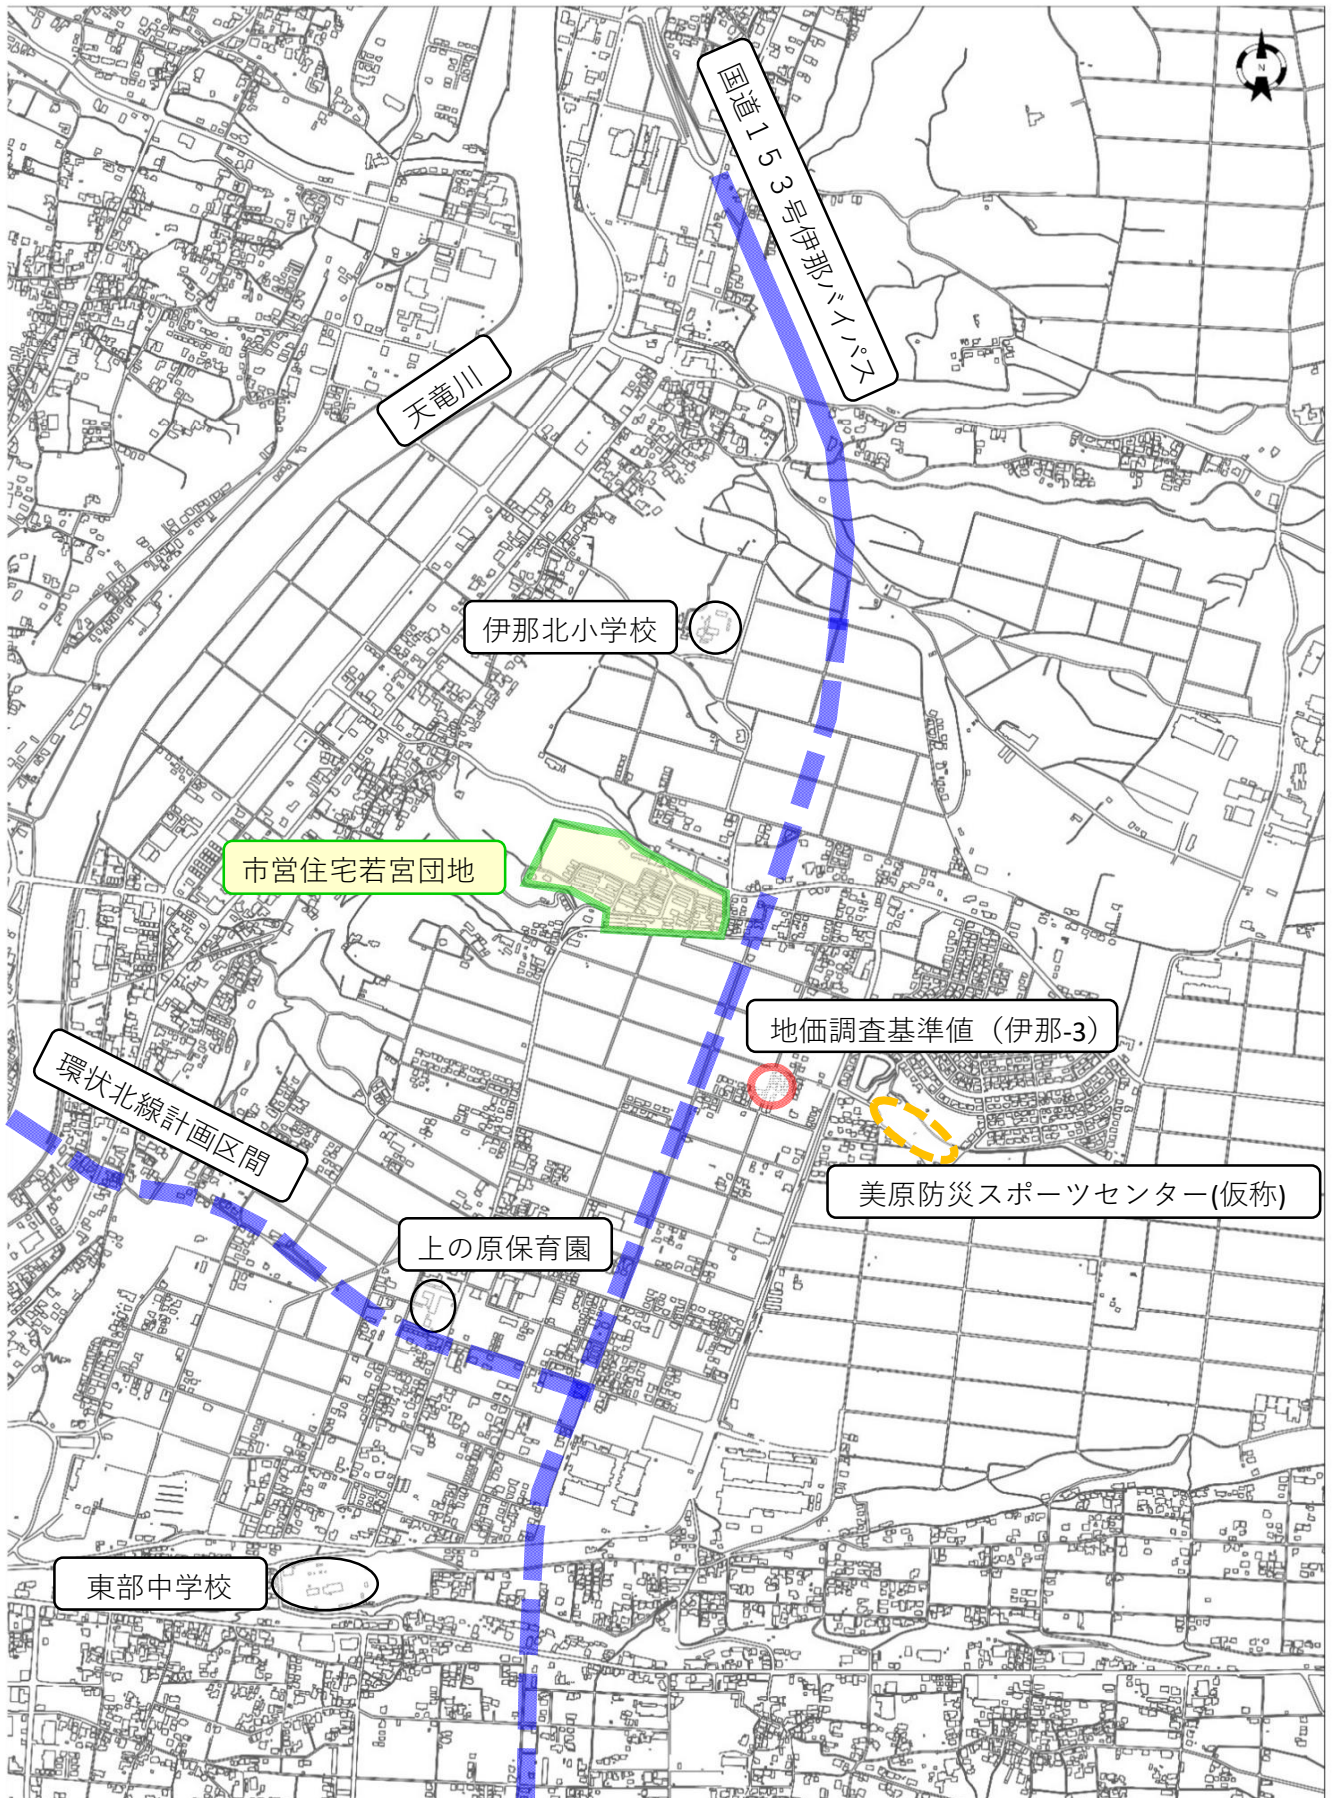 N
国道１５３号伊那バイパス
天竜川
伊那北小学校
市営住宅若宮団地
地価調査基準値（伊那-3）
環状北線計画区間
美原防災スポーツセンター(仮称)
上の原保育園
東部中学校